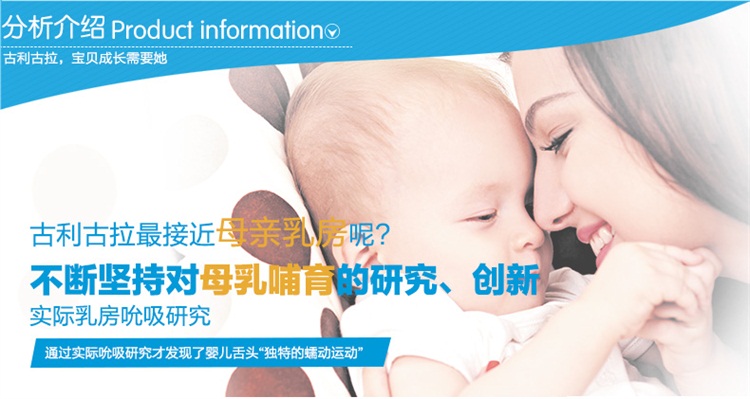 分析介绍 Product information
古利古拉，宝贝成长需要她
古利古拉最接近母亲乳房呢？
不断坚持对母乳哺育的研究、创新
实际乳房吮吸研究
通过实际吮吸研究才发现了婴儿舌头“独特的蠕动运动”